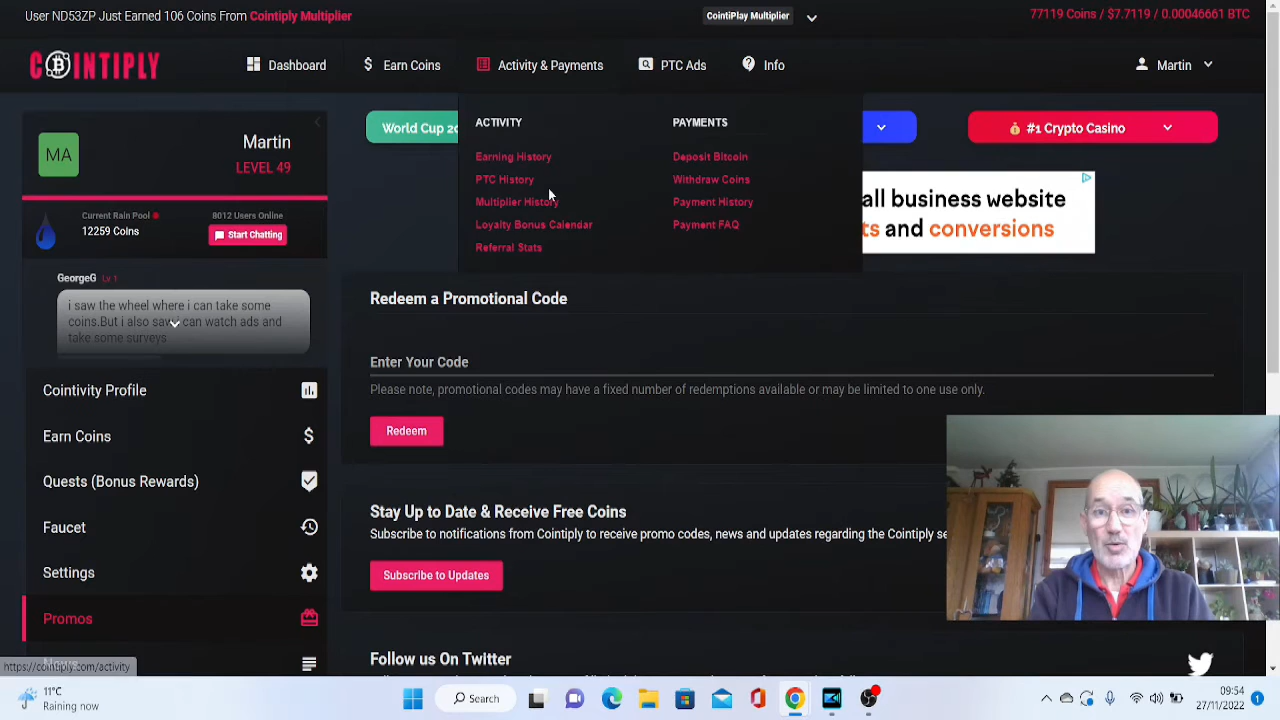 User ND53ZP Just Earned 106 Coins From Cointiply Multiplier
CointiPlay Multiplier
77119 Coins / $7.7119 / 0.00046661 BTC
COINTIPLY
Dashboard
Earn Coins
Activity & Payments
PTC Ads
Info
Martin
MA
Martin
LEVEL 49
Current Rain Pool
12259 Coins
8012 Users Online
Start Chatting
GeorgeG Lv 1
i saw the wheel where i can take some
coins.But i also saw i can watch ads and
take some surveys
Cointivity Profile
Earn Coins
Quests (Bonus Rewards)
Faucet
Settings
Promos
News
https://cointiply.com/activity
World Cup 20
ACTIVITY
Earning History
PTC History
Multiplier History
Loyalty Bonus Calendar
Referral Stats
PAYMENTS
Deposit Bitcoin
Withdraw Coins
Payment History
Payment FAQ
#1 Crypto Casino
all business website
ts and conversions
Redeem a Promotional Code
Enter Your Code
Please note, promotional codes may have a fixed number of redemptions available or may be limited to one use only.
Redeem
Stay Up to Date & Receive Free Coins
Subscribe to notifications from Cointiply to receive promo codes, news and updates regarding the Cointiply se
Subscribe to Updates
Follow us On Twitter
11°C
Raining now
Search
09:54
27/11/2022
1